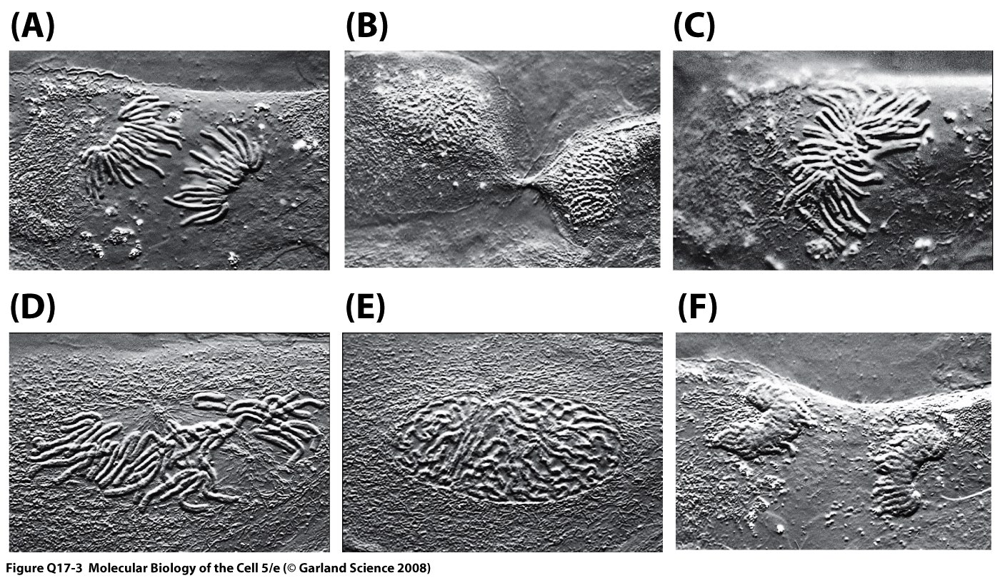 (A)
(B)
(C)
(D)
(E)
(F)
Figure Q17-3 Molecular Biology of the Cell 5/e (© Garland Science 2008)